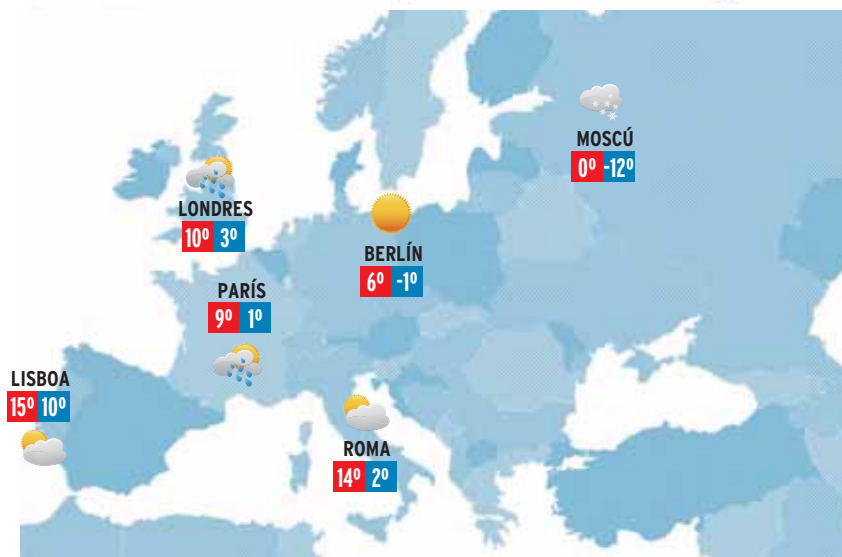 MOSCÚ
0º -12º
LONDRES
10º 3º
BERLÍN
6º -1º
PARÍS
9º 1º
LISBOA
15º 10º
ROMA
14º 2º